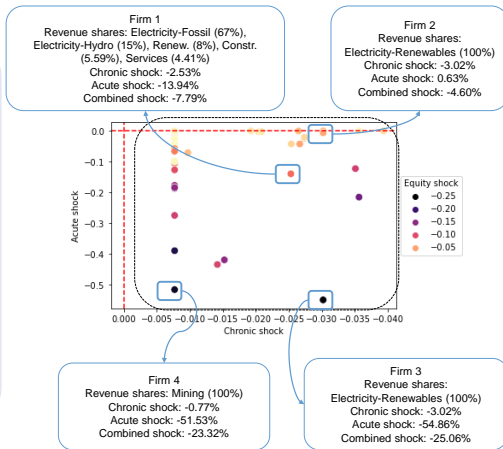 Firm 1
Revenue shares: Electricity-Fossil (67%),
Electricity-Hydro (15%), Renew. (8%), Constr.
(5.59%), Services (4.41%)
Chronic shock: -2.53%
Acute shock: -13.94%
Combined shock: -7.79%
Firm 2
Revenue shares:
Electricity-Renewables (100%)
Chronic shock: -3.02%
Acute shock: 0.63%
Combined shock: -4.60%
0.0
−0.1
−0.2
−0.3
−0.4
−0.5
Acute shock
0.000 −0.005 −0.010 −0.015 −0.020 −0.025 −0.030 −0.035 −0.040
Chronic shock
Equity shock
−0.25
−0.20
−0.15
−0.10
−0.05
Firm 4
Revenue shares: Mining (100%)
Chronic shock: -0.77%
Acute shock: -51.53%
Combined shock: -23.32%
Firm 3
Revenue shares:
Electricity-Renewables (100%)
Chronic shock: -3.02%
Acute shock: -54.86%
Combined shock: -25.06%